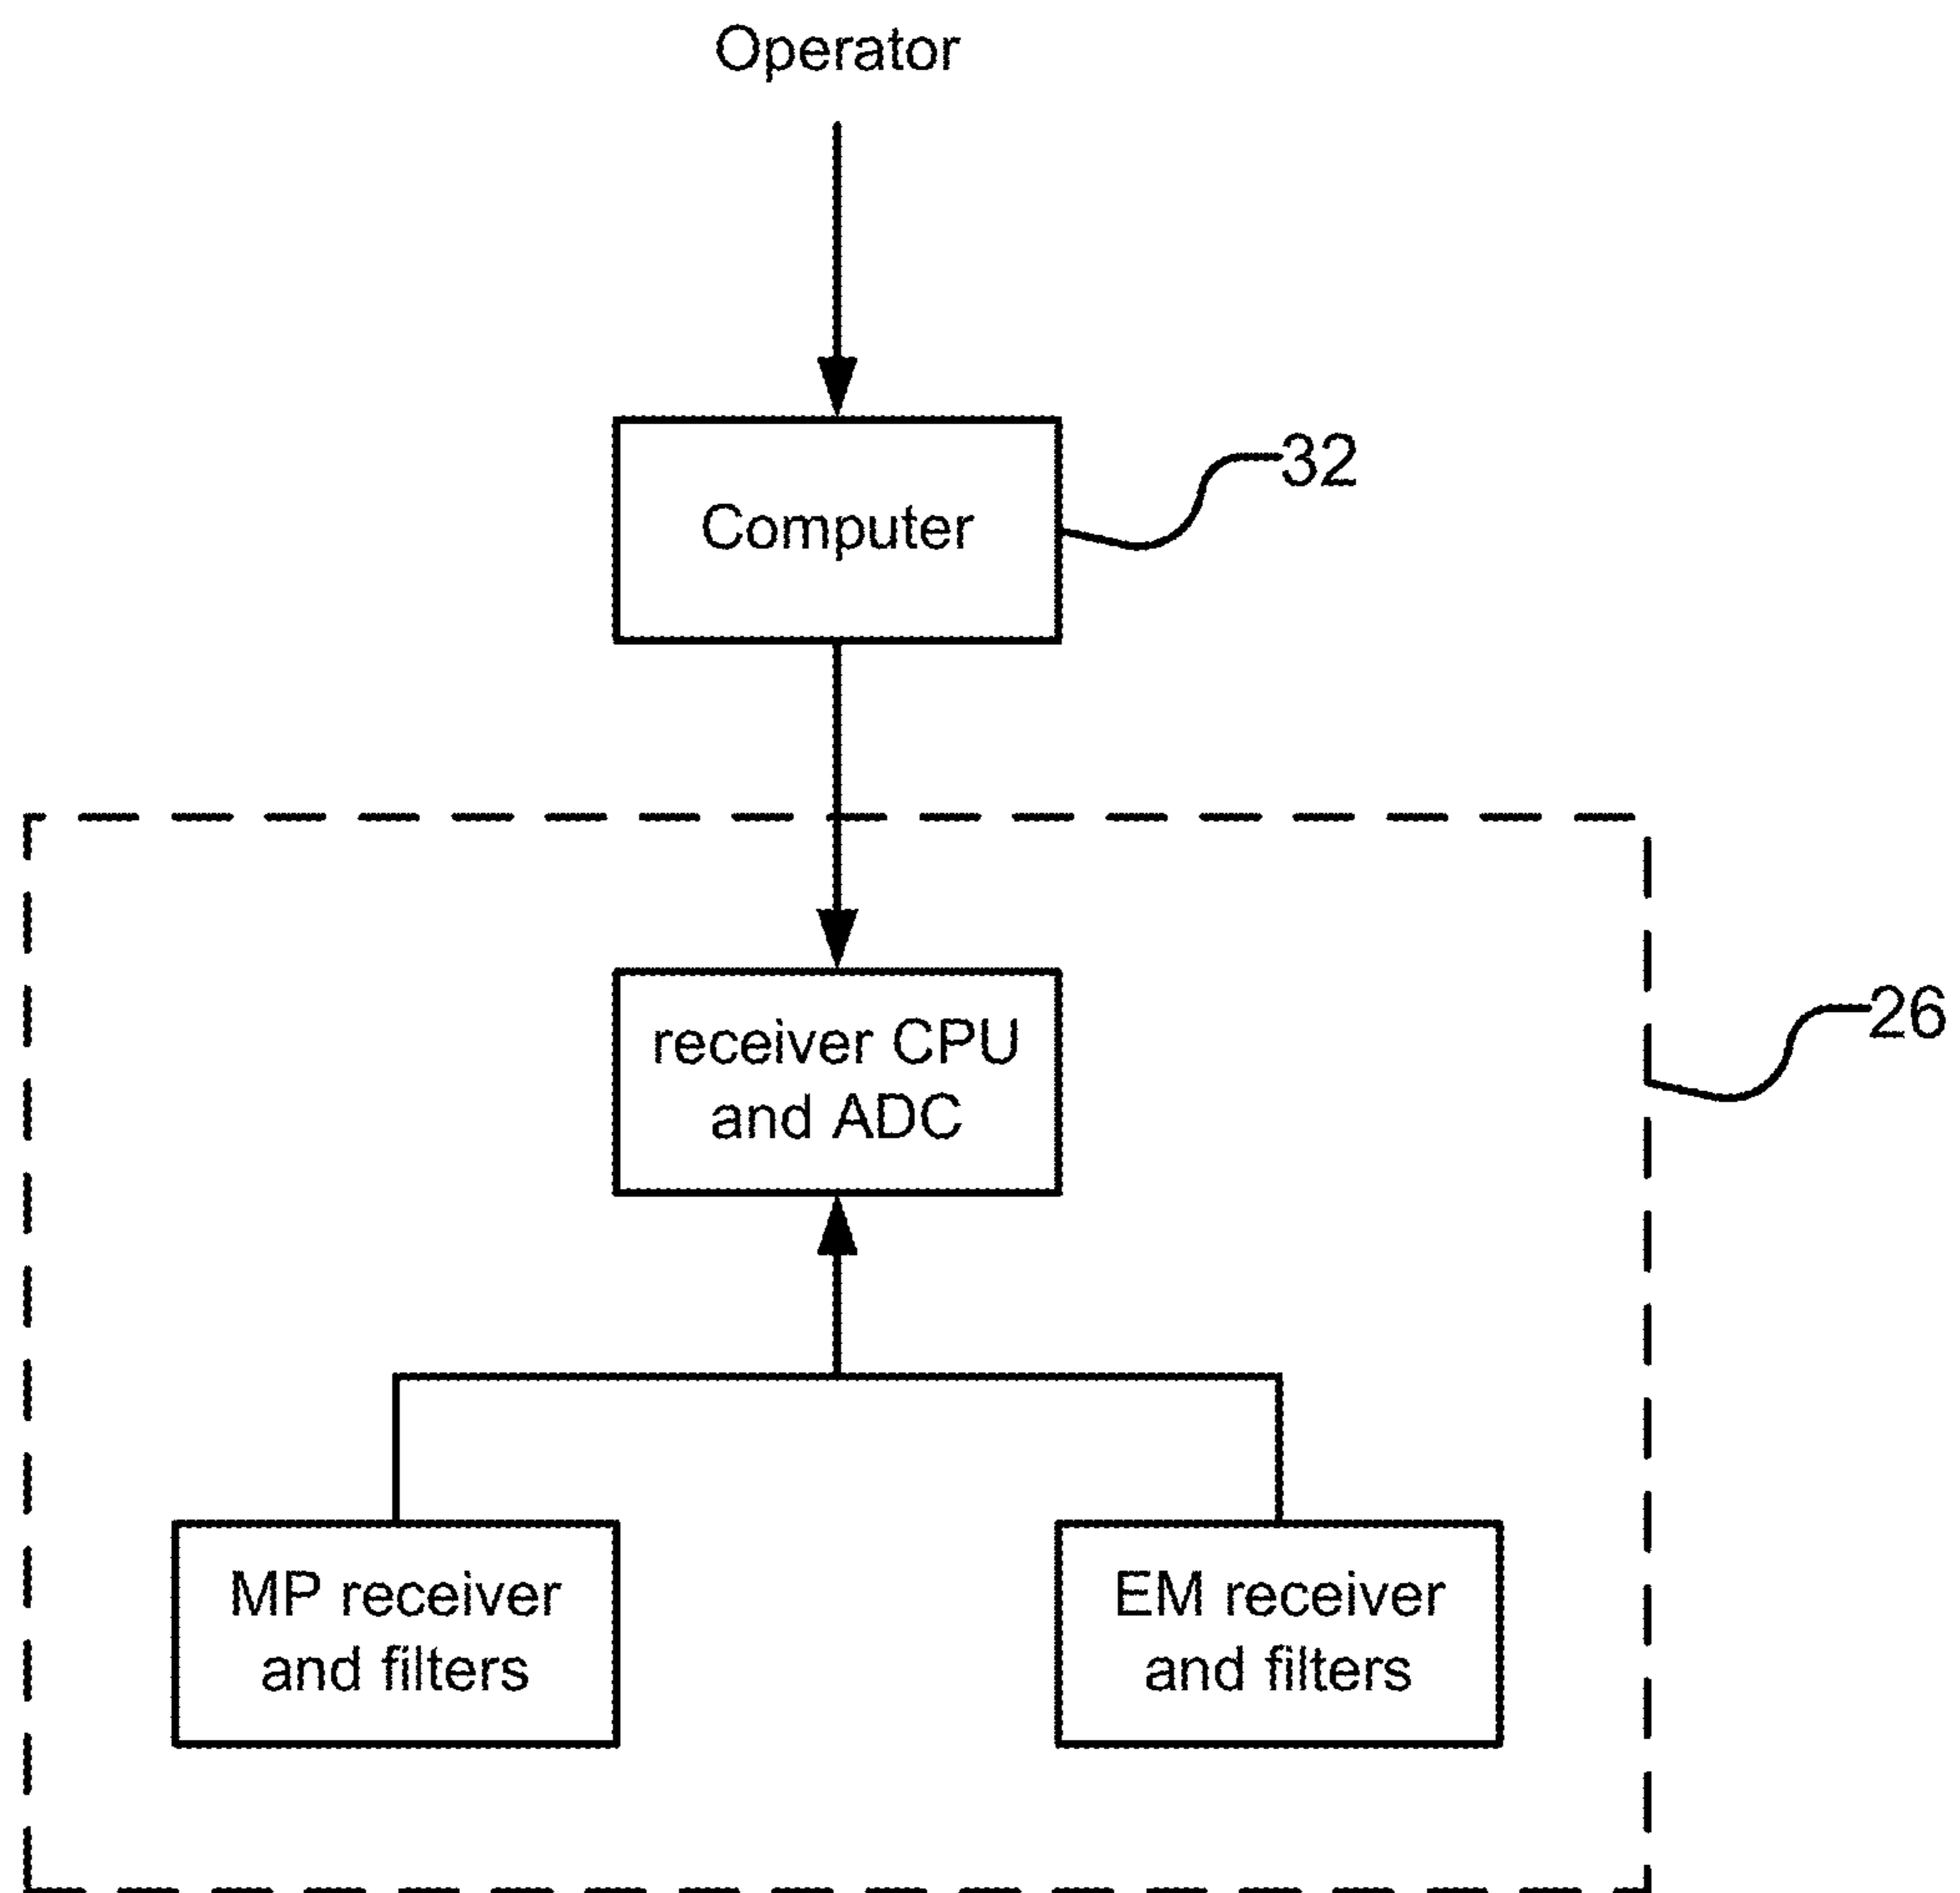 Operator
Computer
32
receiver CPU
and ADC
26
MP receiver
and filters
EM receiver
and filters